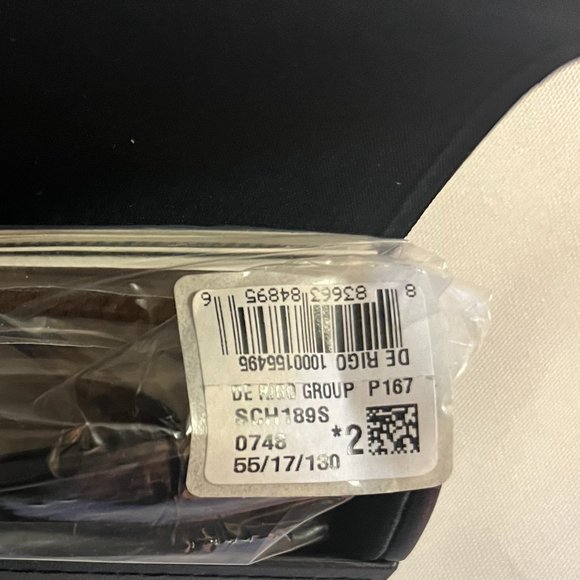 8 83663 84895 6
DE RIGO 1000155495
DE RIGO GROUP P167
SCH189S
0748 *2
55/17/130